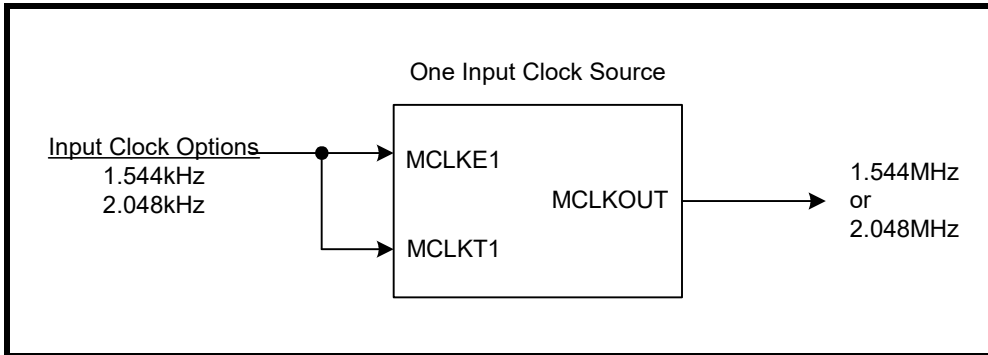 One Input Clock Source
Input Clock Options
1.544kHz
2.048kHz
MCLKE1
MCLKT1
MCLKOUT
1.544MHz
or
2.048MHz